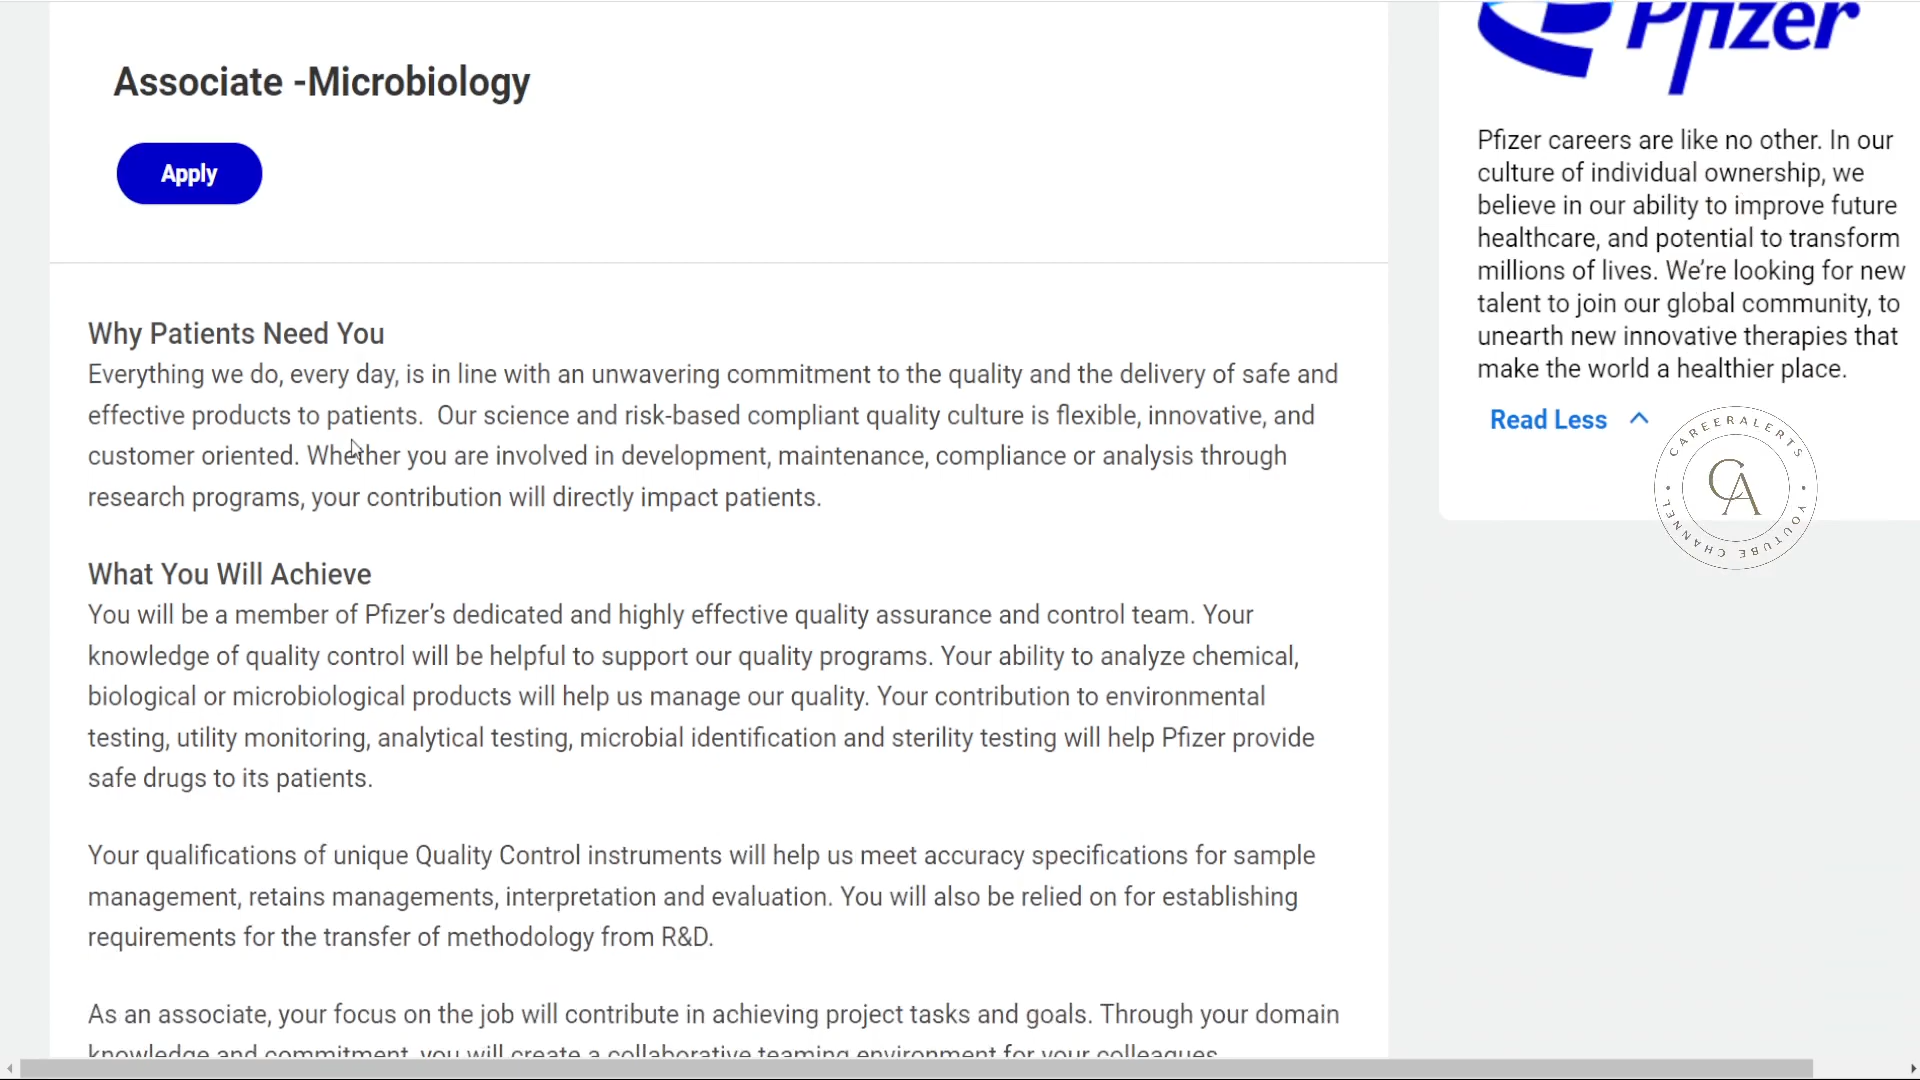 Associate -Microbiology
Apply
Why Patients Need You
Everything we do, every day, is in line with an unwavering commitment to the quality and the delivery of safe and
effective products to patients.  Our science and risk-based compliant quality culture is flexible, innovative, and
customer oriented. Whether you are involved in development, maintenance, compliance or analysis through
research programs, your contribution will directly impact patients.
What You Will Achieve
You will be a member of Pfizer’s dedicated and highly effective quality assurance and control team. Your
knowledge of quality control will be helpful to support our quality programs. Your ability to analyze chemical,
biological or microbiological products will help us manage our quality. Your contribution to environmental
testing, utility monitoring, analytical testing, microbial identification and sterility testing will help Pfizer provide
safe drugs to its patients.
Your qualifications of unique Quality Control instruments will help us meet accuracy specifications for sample
management, retains managements, interpretation and evaluation. You will also be relied on for establishing
requirements for the transfer of methodology from R&D.
As an associate, your focus on the job will contribute in achieving project tasks and goals. Through your domain
knowledge and commitment, you will create a collaborative teaming environment for your colleagues.
Pfizer
Pfizer careers are like no other. In our
culture of individual ownership, we
believe in our ability to improve future
healthcare, and potential to transform
millions of lives. We’re looking for new
talent to join our global community, to
unearth new innovative therapies that
make the world a healthier place.
Read Less
CAREERALERTS
CA
YOUTUBE CHANNEL